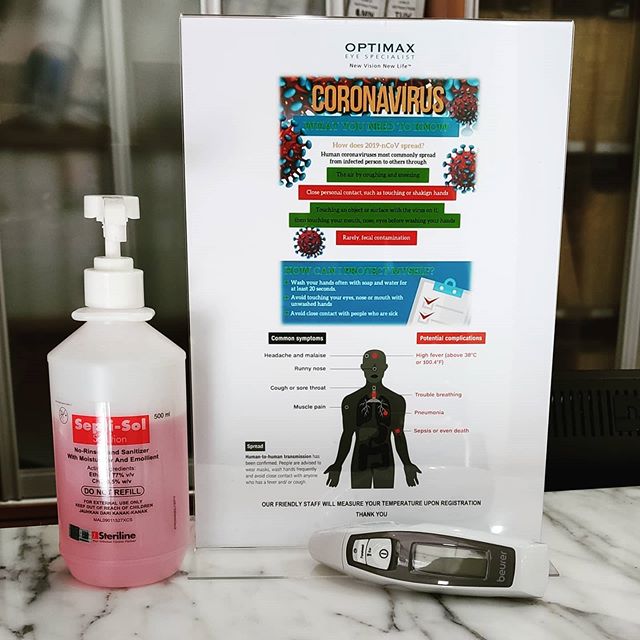 OPTIMAX
EYE SPECIALIST
New Vision New Life™
CORONAVIRUS
WHAT YOU NEED TO KNOW
How does 2019-nCoV spread?
Human coronaviruses most commonly spread
from infected person to others through
The air by coughing and sneezing
Close personal contact, such as touching or shakign hands
Touching an object or surface with the virus on it,
then touching your mouth, nose, eyes before washing your hands
Rarely, fecal contamination
HOW CAN I PROTECT MYSELF?
Wash your hands often with soap and water for
at least 20 seconds.
Avoid touching your eyes, nose or mouth with
unwashed hands
Avoid close contact with people who are sick
Common symptoms
Headache and malaise
Runny nose
Cough or sore throat
Muscle pain
Potential complications
High fever (above 38°C
or 100.4°F)
Trouble breathing
Pneumonia
Sepsis or even death
Spread
Human-to-human transmission has
been confirmed. People are advised to
wear masks, wash hands frequently
and avoid close contact with anyone
who has a fever and/or cough.
OUR FRIENDLY STAFF WILL MEASURE YOUR TEMPERATURE UPON REGISTRATION
THANK YOU
500 ml
Septi-Sol
Solution
No-Rinse Hand Sanitizer
With Moisturizer And Emollient
Active Ingredients:
77% v/v
.5% w/v
DO NOT REFILL
FOR EXTERNAL USE ONLY
KEEP OUT OF REACH OF CHILDREN
JAUHKAN DARI KANAK-KANAK
Steriline
beurer